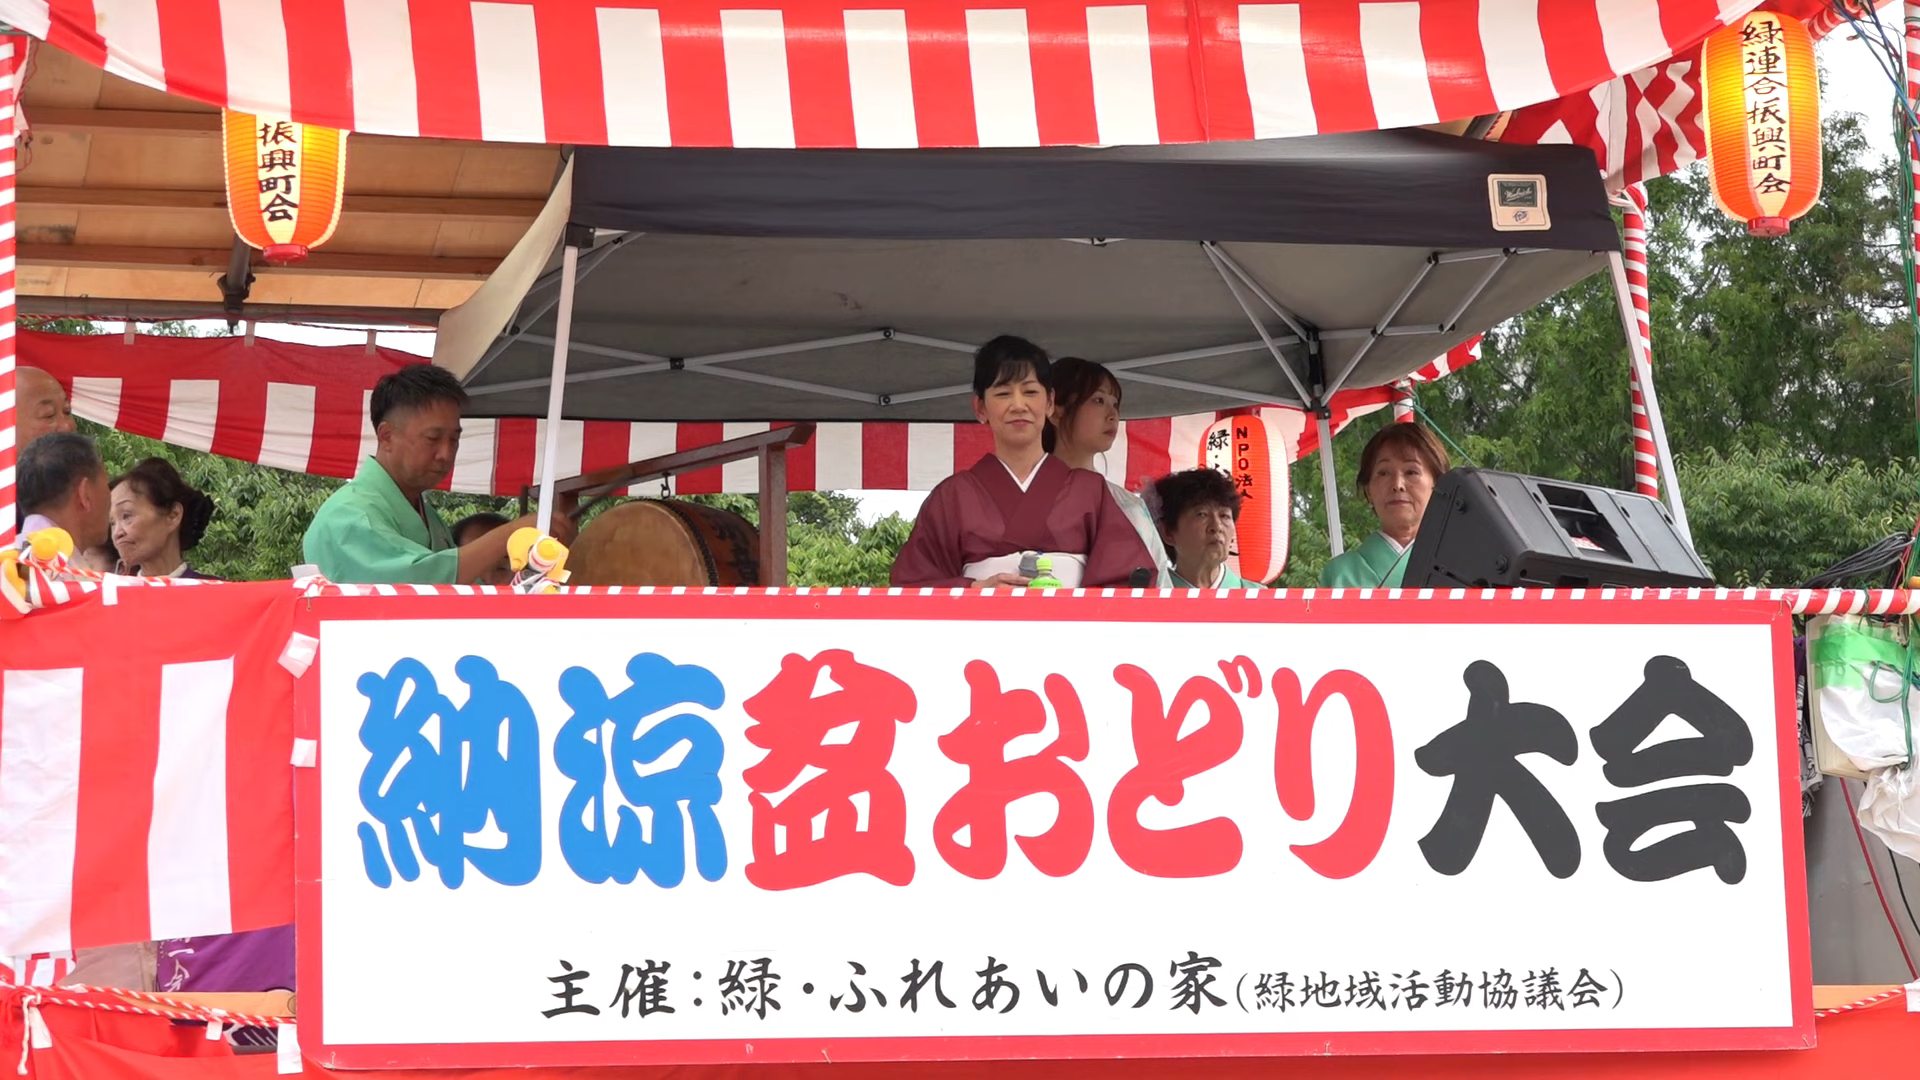 緑連合振興町会
振興町会
NPO法人
緑・ふ
納涼盆おどり大会
主催:緑・ふれあいの家(緑地域活動協議会)